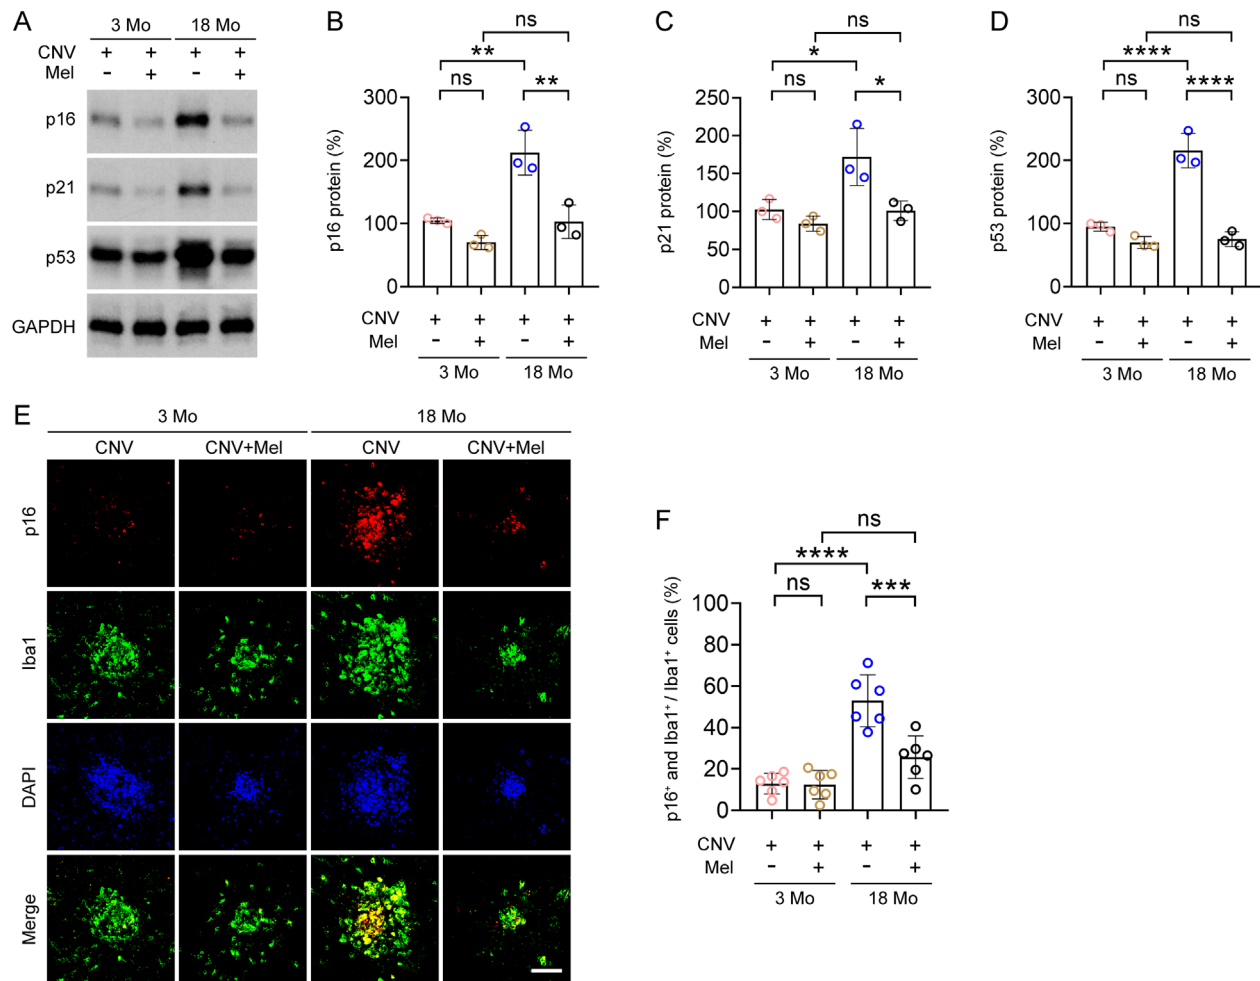 A
3 Mo 18 Mo
CNV + + + +
Mel - + - +
p16
p21
p53
GAPDH
B
ns
**
ns **
p16 protein (%)
300
200
100
0
CNV + + + +
Mel - + - +
3 Mo 18 Mo
C
ns
*
ns *
p21 protein (%)
250
200
150
100
50
0
CNV + + + +
Mel - + - +
3 Mo 18 Mo
D
ns
****
ns ****
p53 protein (%)
300
200
100
0
CNV + + + +
Mel - + - +
3 Mo 18 Mo
E
3 Mo 18 Mo
CNV CNV+Mel CNV CNV+Mel
p16
Iba1
DAPI
Merge
F
ns
****
ns ***
p16⁺ and Iba1⁺ / Iba1⁺ cells (%)
100
80
60
40
20
0
CNV + + + +
Mel - + - +
3 Mo 18 Mo